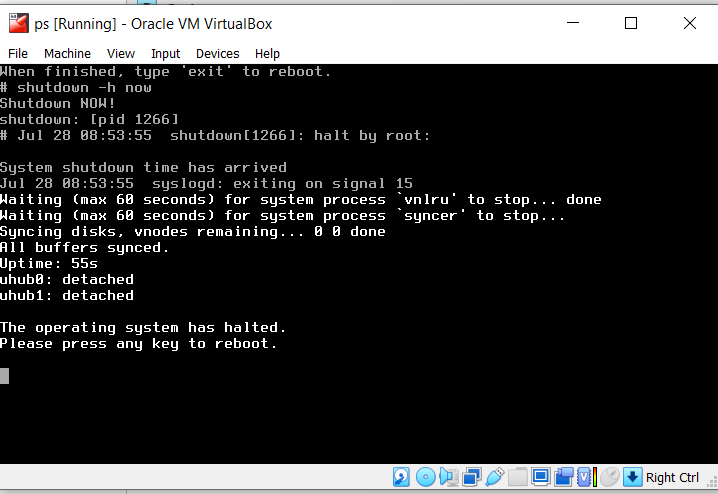 ps [Running] - Oracle VM VirtualBox
File Machine View Input Devices Help
When finished, type 'exit' to reboot.
# shutdown -h now
Shutdown NOW!
shutdown: [pid 1266]
# Jul 28 08:53:55  shutdown[1266]: halt by root:
System shutdown time has arrived
Jul 28 08:53:55  syslogd: exiting on signal 15
Waiting (max 60 seconds) for system process `vnlru' to stop... done
Waiting (max 60 seconds) for system process `syncer' to stop...
Syncing disks, vnodes remaining... 0 0 done
All buffers synced.
Uptime: 55s
uhub0: detached
uhub1: detached
The operating system has halted.
Please press any key to reboot.
Right Ctrl